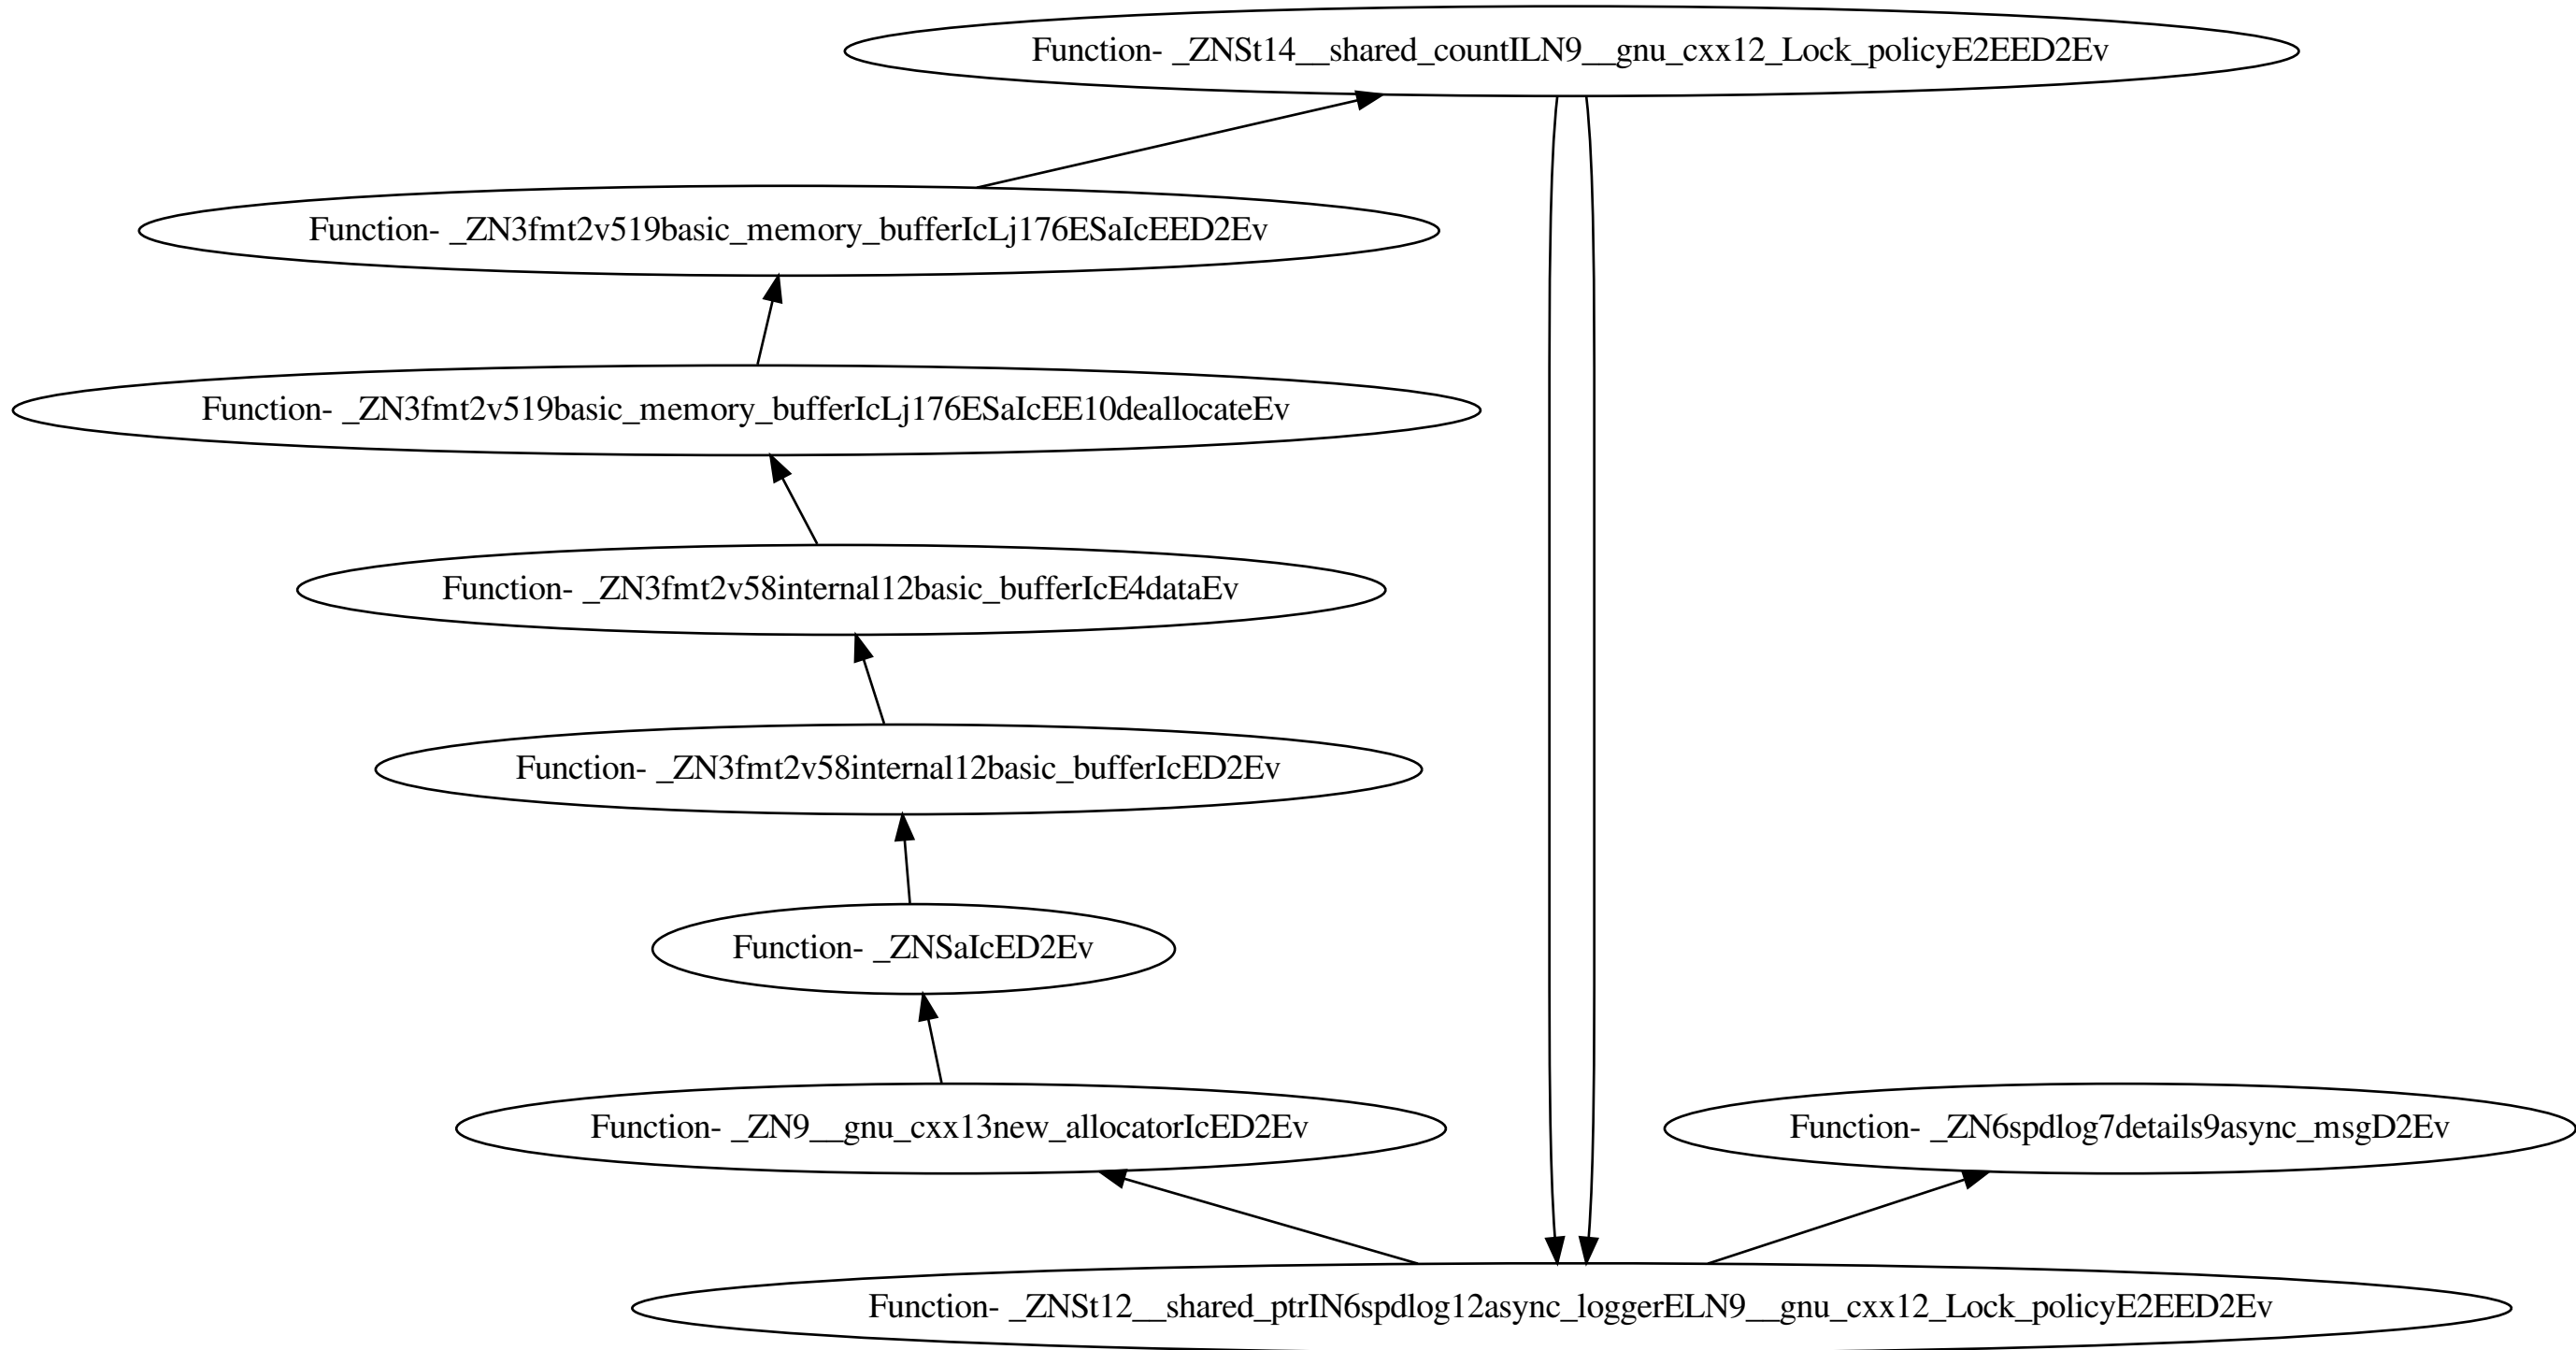 Function- _ZNSt14__shared_countILN9__gnu_cxx12_Lock_policyE2EED2Ev
Function- _ZN3fmt2v519basic_memory_bufferIcLj176ESaIcEED2Ev
Function- _ZN3fmt2v519basic_memory_bufferIcLj176ESaIcEE10deallocateEv
Function- _ZN3fmt2v58internal12basic_bufferIcE4dataEv
Function- _ZN3fmt2v58internal12basic_bufferIcED2Ev
Function- _ZNSaIcED2Ev
Function- _ZN9__gnu_cxx13new_allocatorIcED2Ev
Function- _ZN6spdlog7details9async_msgD2Ev
Function- _ZNSt12__shared_ptrIN6spdlog12async_loggerELN9__gnu_cxx12_Lock_policyE2EED2Ev